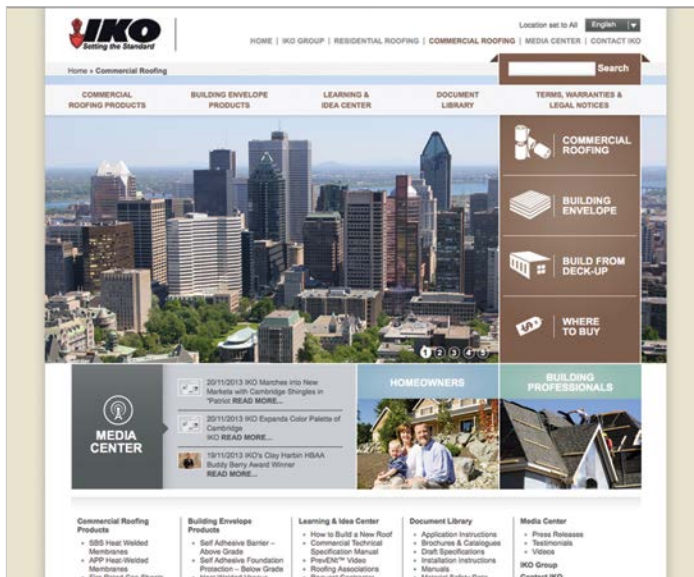 IKO
Setting the Standard
Location set to All English
HOME | IKO GROUP | RESIDENTIAL ROOFING | COMMERCIAL ROOFING | MEDIA CENTER | CONTACT IKO
Home » Commercial Roofing
Search
COMMERCIAL
ROOFING PRODUCTS
BUILDING ENVELOPE
PRODUCTS
LEARNING &
IDEA CENTER
DOCUMENT
LIBRARY
TERMS, WARRANTIES &
LEGAL NOTICES
COMMERCIAL
ROOFING
BUILDING
ENVELOPE
BUILD FROM
DECK-UP
WHERE
TO BUY
1 2 3 4 5
MEDIA
CENTER
20/11/2013 IKO Marches into New
Markets with Cambridge Shingles in
"Patriot READ MORE...
20/11/2013 IKO Expands Color Palette of
Cambridge
IKO READ MORE...
19/11/2013 IKO's Clay Harbin HBAA
Buddy Berry Award Winner
READ MORE...
HOMEOWNERS
BUILDING
PROFESSIONALS
Commercial Roofing
Products
SBS Heat Welded
Membranes
APP Heat-Welded
Membranes
Building Envelope
Products
Self Adhesive Barrier –
Above Grade
Self Adhesive Foundation
Protection – Below Grade
Learning & Idea Center
How to Build a New Roof
Commercial Technical
Specification Manual
PrevENt™ Video
Roofing Associations
Document Library
Application Instructions
Brochures & Catalogues
Draft Specifications
Installation Instructions
Manuals
Media Center
Press Releases
Testimonials
Videos
IKO Group
Contact IKO